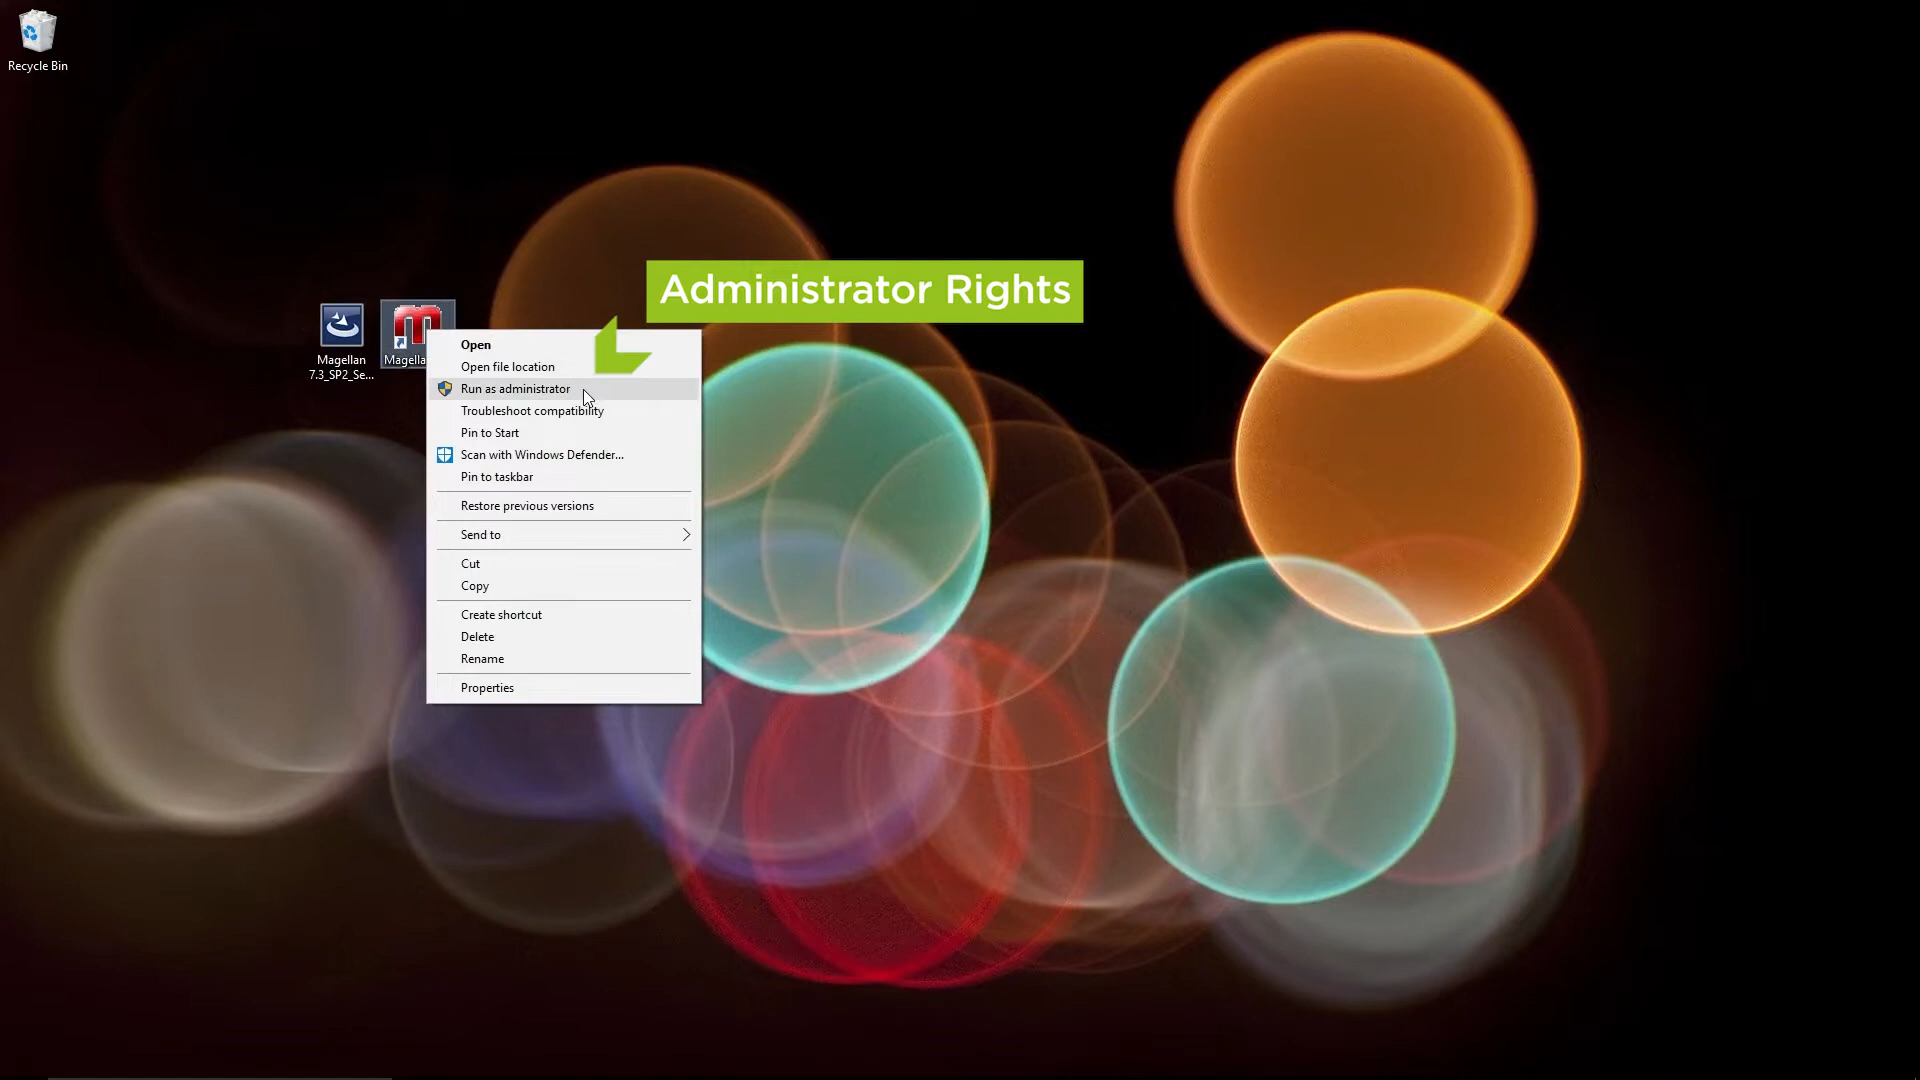 Recycle Bin
Administrator Rights
Magellan
7.3_SP2_Se...
Magella
Open
Open file location
Run as administrator
Troubleshoot compatibility
Pin to Start
Scan with Windows Defender...
Pin to taskbar
Restore previous versions
Send to
Cut
Copy
Create shortcut
Delete
Rename
Properties